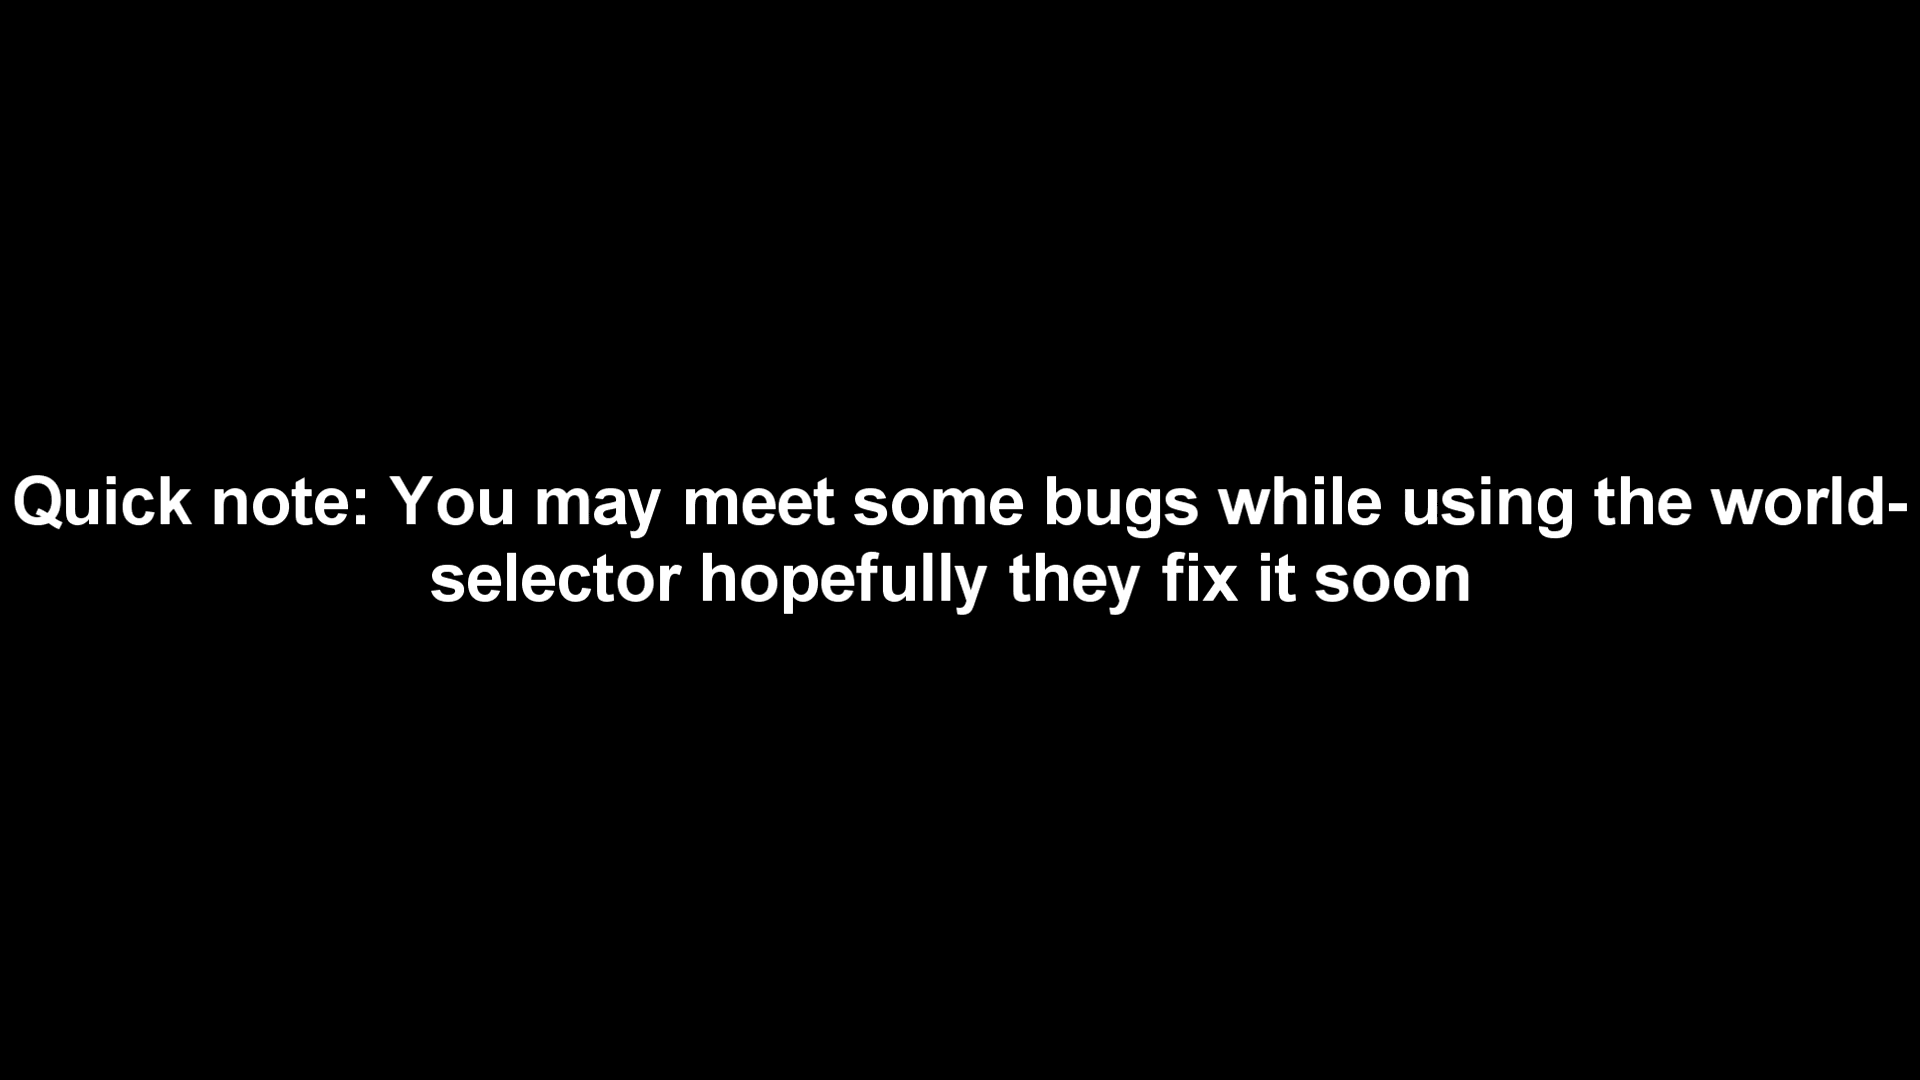 Quick note: You may meet some bugs while using the world-
selector hopefully they fix it soon